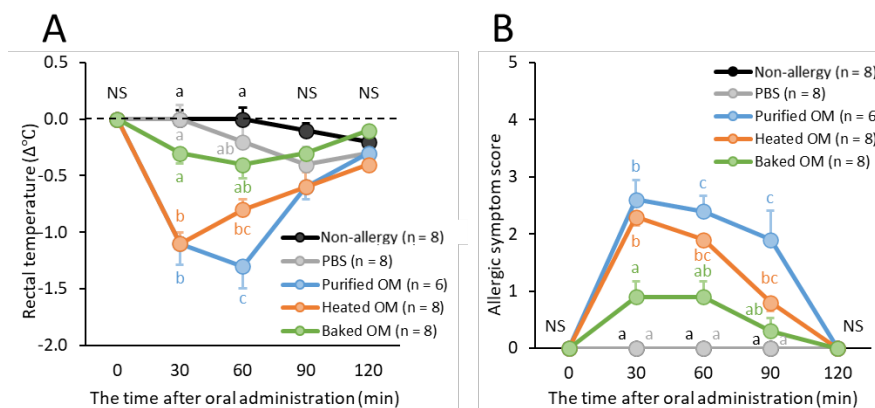 A
0.5
0.0
-0.5
-1.0
-1.5
-2.0
Rectal temperature (Δ°C)
NS
a
a
NS
NS
a
ab
a
ab
b
bc
b
c
Non-allergy (n = 8)
PBS (n = 8)
Purified OM (n = 6)
Heated OM (n = 8)
Baked OM (n = 8)
0
30
60
90
120
The time after oral administration (min)
B
5
4
3
2
1
0
Allergic symptom score
Non-allergy (n = 8)
PBS (n = 8)
Purified OM (n = 6
Heated OM (n = 8)
Baked OM (n = 8)
b
c
c
b
bc
bc
a
ab
ab
NS
a
a
a
a
a
a
NS
0
30
60
90
120
The time after oral administration (min)